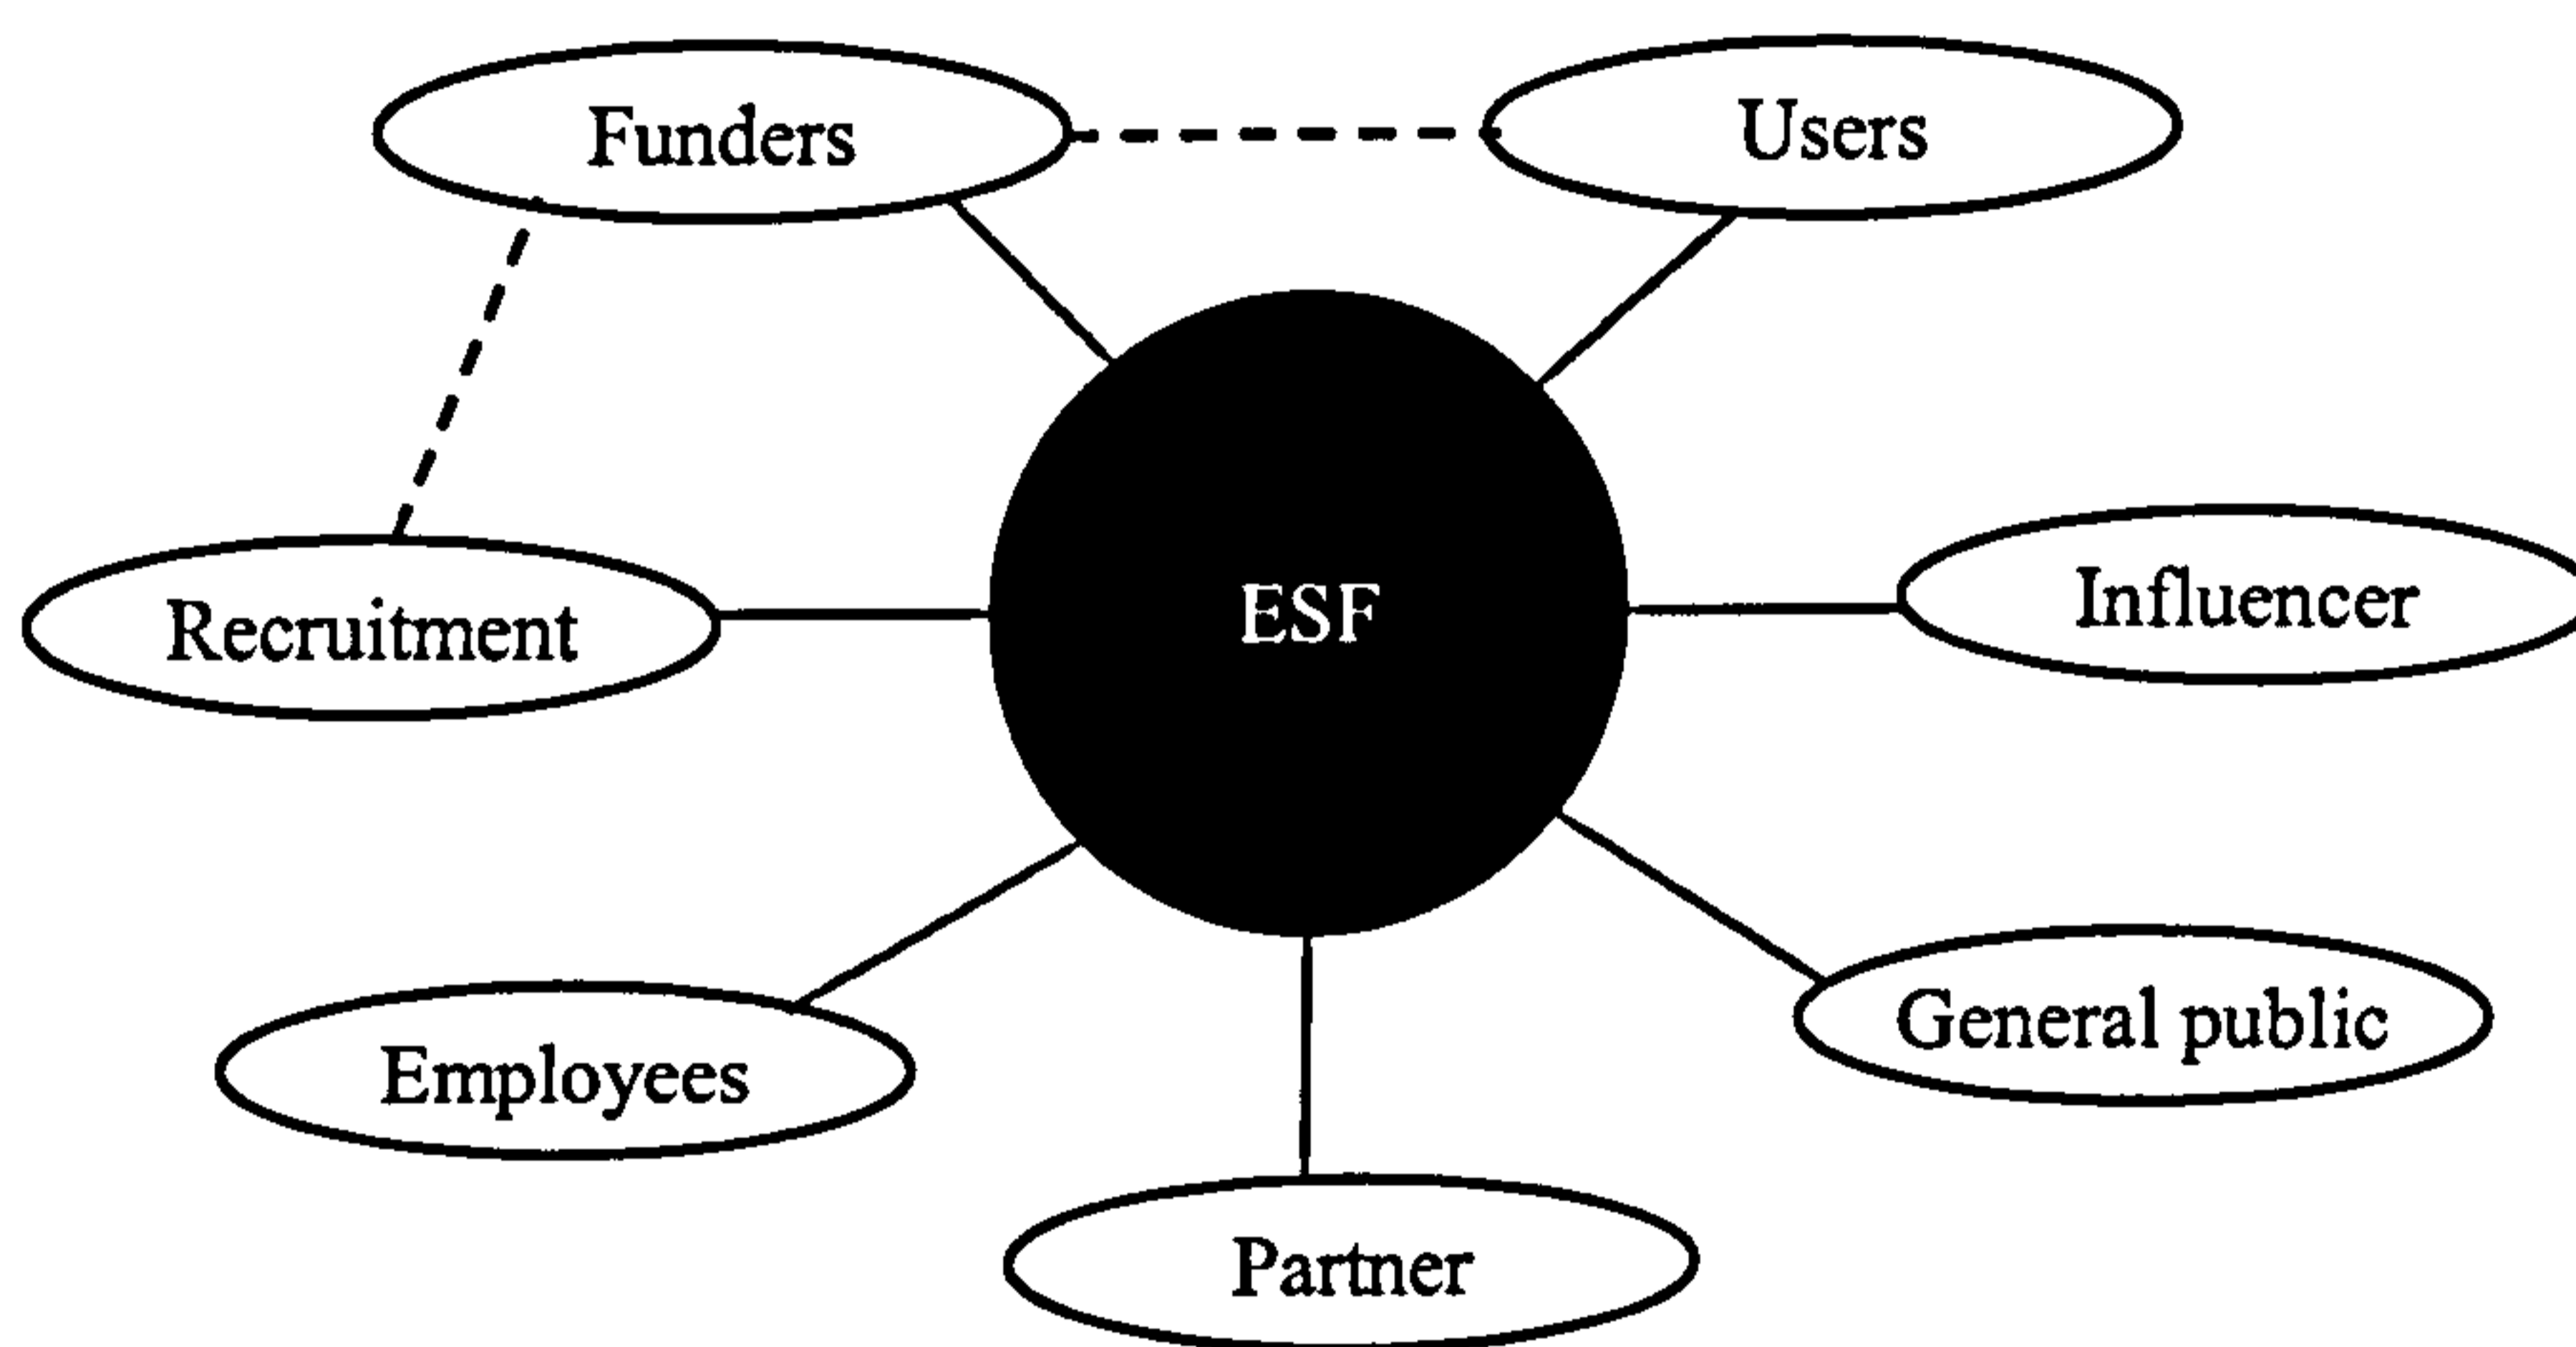 Funders
Users
Recruitment
ESF
Influencer
Employees
General public
Partner